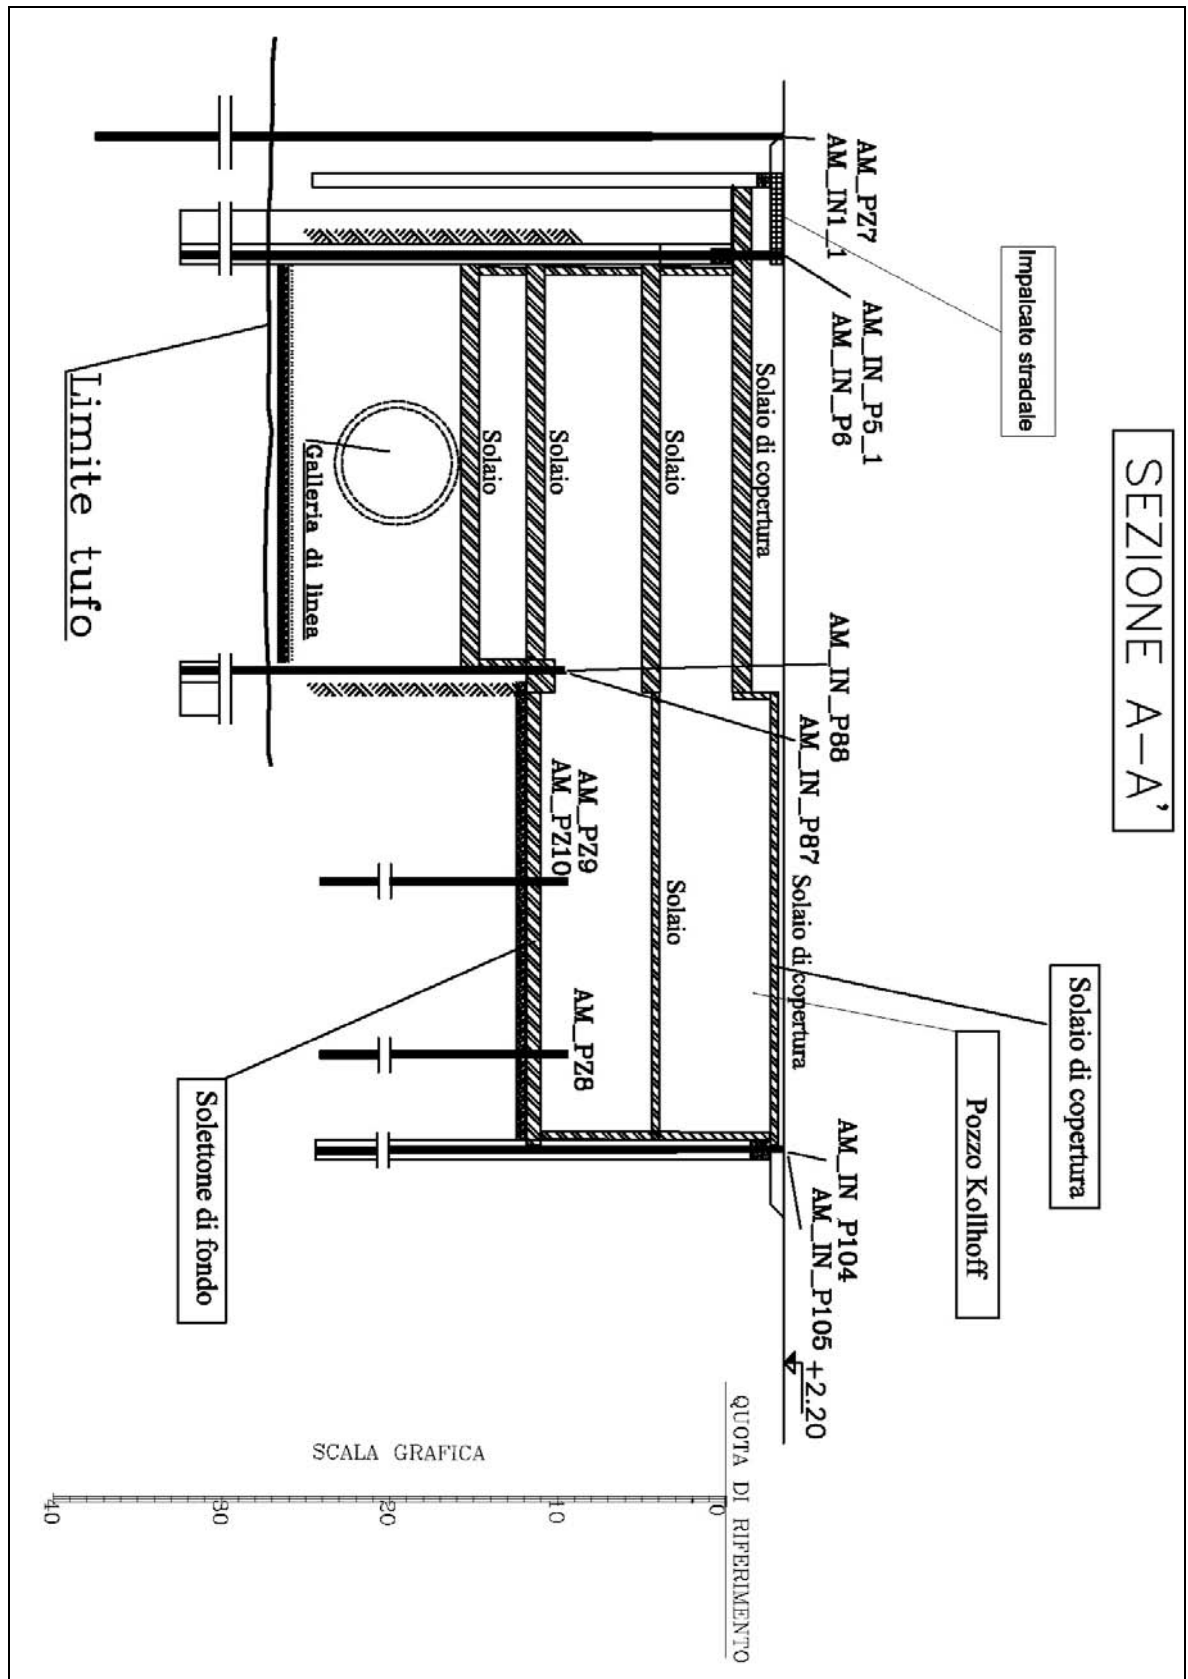 SEZIONE A-A'
Impalcato stradale
Solaio di copertura
Pozzo Kollhoff
AM_PZ7
AM_IN1_1
AM_IN_P5_1
AM_IN_P6
AM_IN_P88
AM_IN_P87
AM_IN_P104
AM_IN_P105
+2.20
Solaio di copertura
Solaio di copertura
QUOTA DI RIFERIMENTO
Solaio
Solaio
Solaio
Solaio
AM_PZ9
AM_PZ10
AM_PZ8
Galleria di linea
Limite tufo
Solettone di fondo
SCALA GRAFICA
0
10
20
30
40